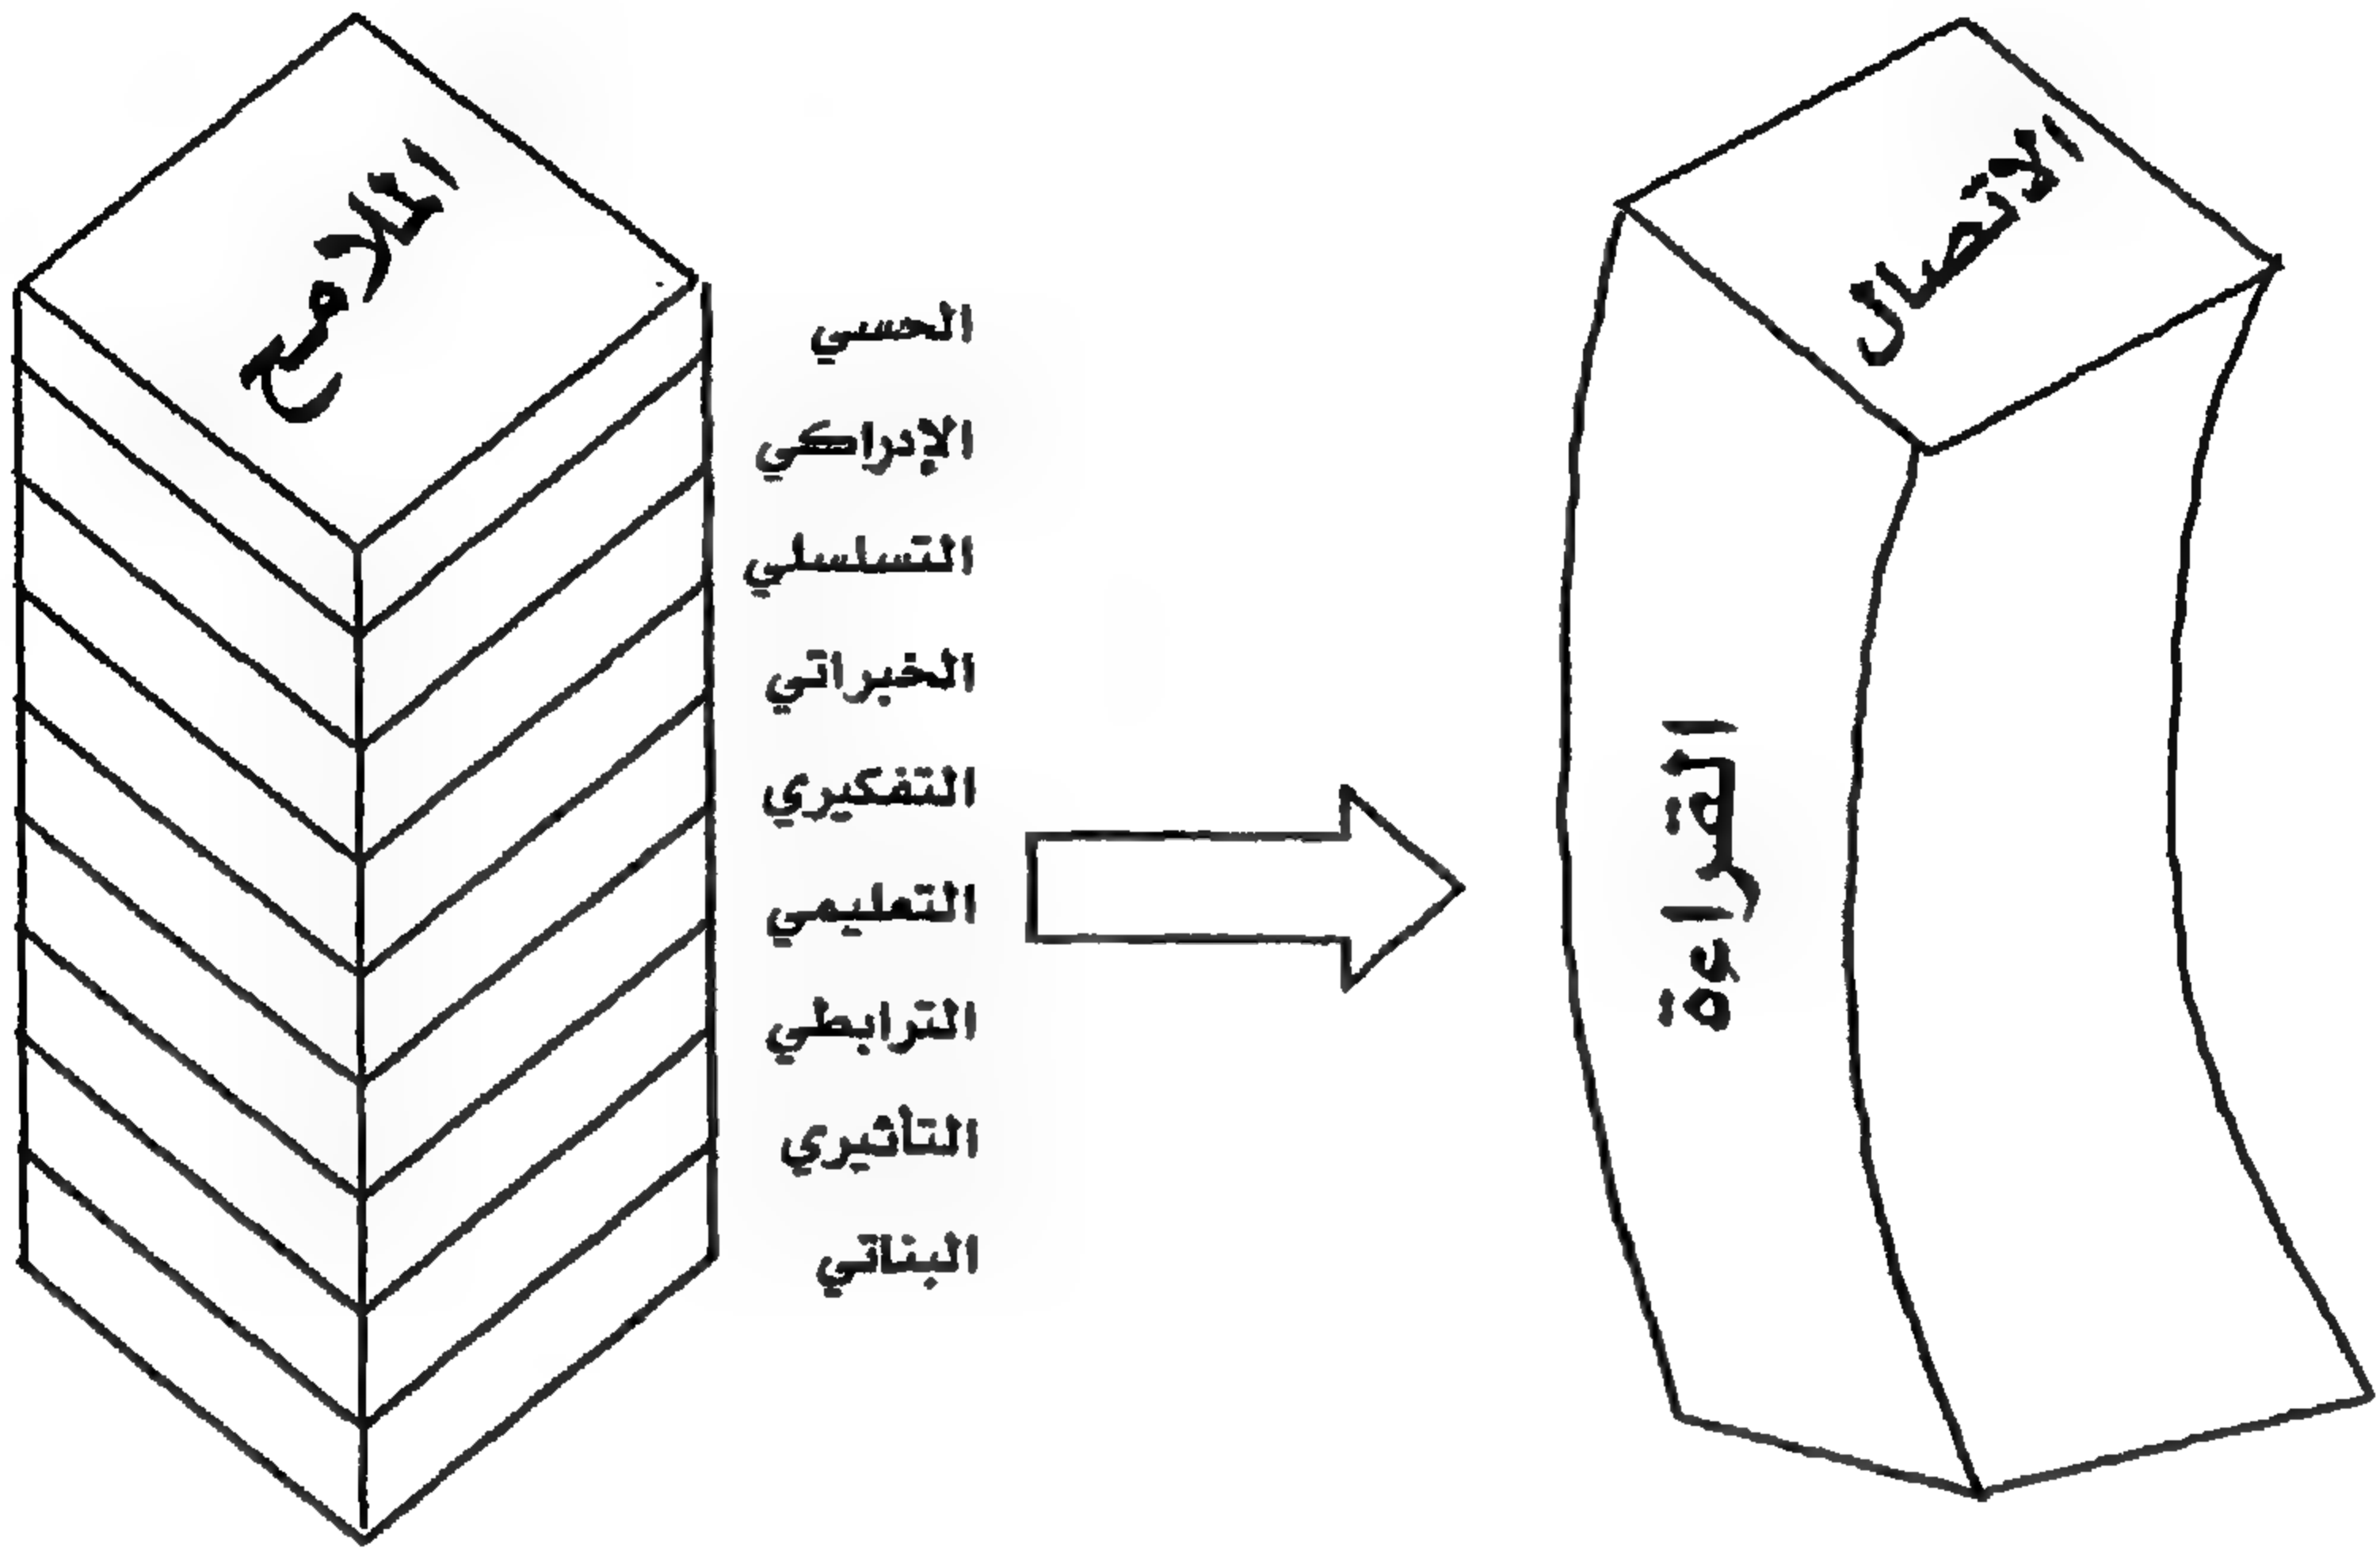 الملامح
الحسي
الإدراكي
التسلسلي
الخبراتي
التفكيري
التعليمي
الترابطي
التأثيري
البنائي
الاتصال
القراءة